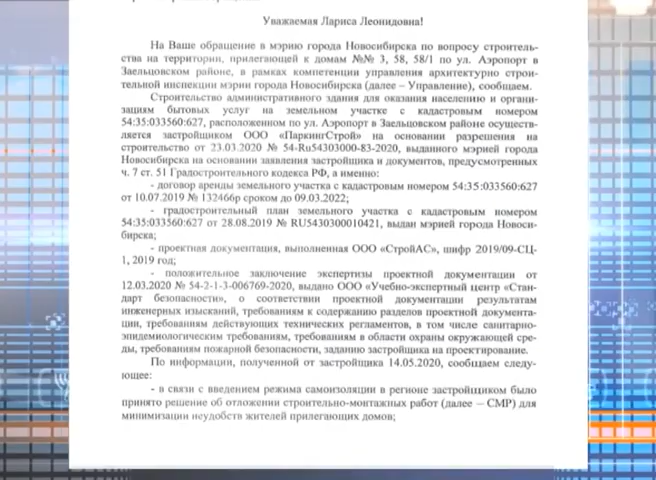 Уважаемая Лариса Леонидовна!
На Ваше обращение в мэрию города Новосибирска по вопросу строитель-
ства на территории, прилегающей к домам №№ 3, 58, 58/1 по ул. Аэропорт в
Заельцовском районе, в рамках компетенции управления архитектурно строи-
тельной инспекции мэрии города Новосибирска (далее – Управление), сообщаем.
Строительство административного здания для оказания населению и органи-
зациям бытовых услуг на земельном участке с кадастровым номером
54:35:033560:627, расположенном по ул. Аэропорт в Заельцовском районе осуществ-
ляется застройщиком ООО «ПаркингСтрой» на основании разрешения на
строительство от 23.03.2020 № 54-Ru54303000-83-2020, выданного мэрией города
Новосибирска на основании заявления застройщика и документов, предусмотренных
ч. 7 ст. 51 Градостроительного кодекса РФ, а именно:
- договор аренды земельного участка с кадастровым номером 54:35:033560:627
от 10.07.2019 № 132466р сроком до 09.03.2022;
- градостроительный план земельного участка с кадастровым номером
54:35:033560:627 от 28.08.2019 № RU5430300010421, выдан мэрией города Новоси-
бирска;
- проектная документация, выполненная ООО «СтройАС», шифр 2019/09-СЦ-
1, 2019 год;
- положительное заключение экспертизы проектной документации от
12.03.2020 № 54-2-1-3-006769-2020, выдано ООО «Учебно-экспертный центр «Стан-
дарт безопасности», о соответствии проектной документации результатам
инженерных изысканий, требованиям к содержанию разделов проектной документа-
ции, требованиям действующих технических регламентов, в том числе санитарно-
эпидемиологическим требованиям, требованиям в области охраны окружающей сре-
ды, требованиям пожарной безопасности, заданию застройщика на проектирование.
По информации, полученной от застройщика 14.05.2020, сообщаем следу-
ющее:
- в связи с введением режима самоизоляции в регионе застройщиком было
принято решение об отложении строительно-монтажных работ (далее – СМР) для
минимизации неудобств жителей прилегающих домов;